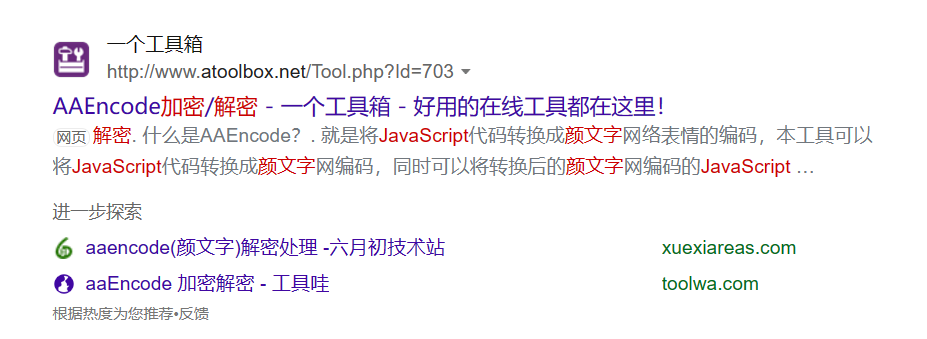 一个工具箱
http://www.atoolbox.net/Tool.php?Id=703
AAEncode加密/解密 - 一个工具箱 - 好用的在线工具都在这里！
网页 解密. 什么是AAEncode？. 就是将JavaScript代码转换成颜文字网络表情的编码，本工具可以
将JavaScript代码转换成颜文字网编码，同时可以将转换后的颜文字网编码的JavaScript …
进一步探索
aaencode(颜文字)解密处理 -六月初技术站 xuexiareas.com
aaEncode 加密解密 - 工具哇 toolwa.com
根据热度为您推荐•反馈